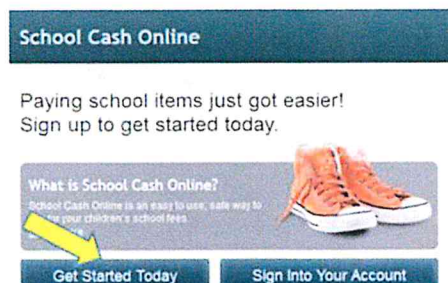 School Cash Online
Paying school items just got easier!
Sign up to get started today.
What is School Cash Online?
School Cash Online is an easy to use, safe way to
your children's school fees.
Get Started Today
Sign Into Your Account